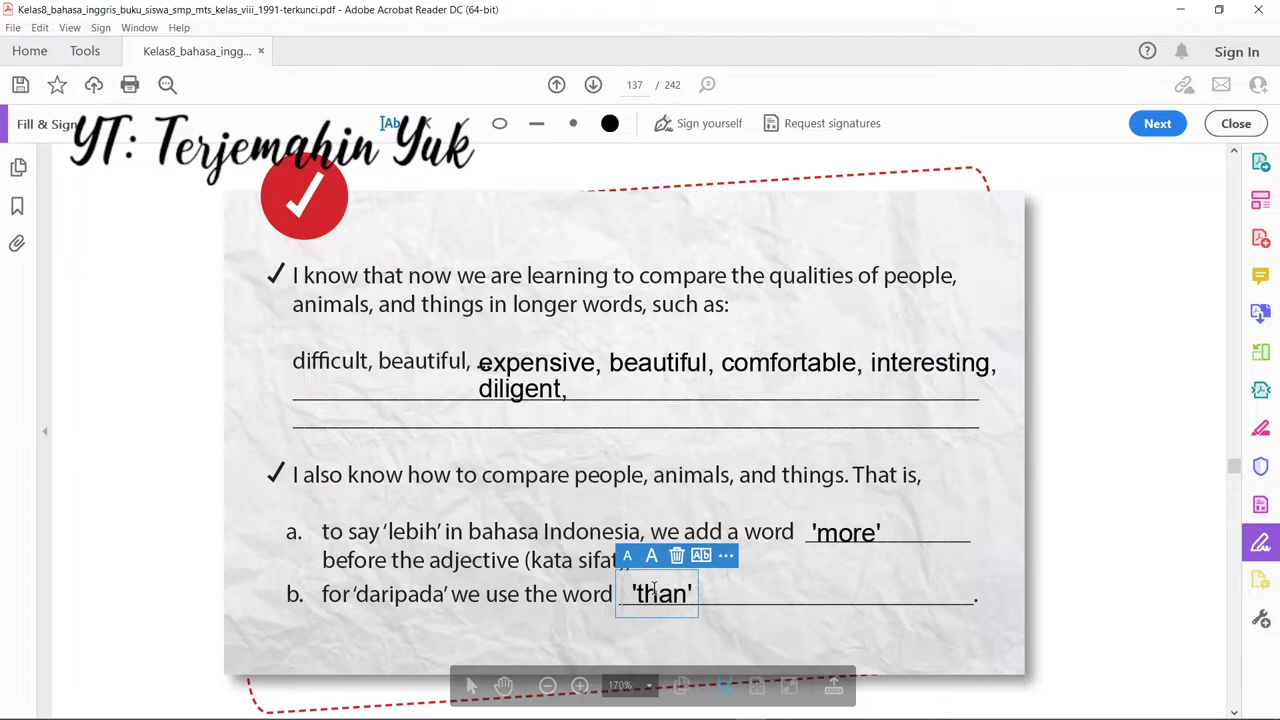 Kelas8_bahasa_inggris_buku_siswa_smp_mts_kelas_viii_1991-terkunci.pdf - Adobe Acrobat Reader DC (64-bit)
File Edit View Sign Window Help
Home Tools Kelas8_bahasa_ingg... × Sign In
137 / 242
Fill & Sign Ab Sign yourself Request signatures Next Close
YT: Terjemahin Yuk
I know that now we are learning to compare the qualities of people,
animals, and things in longer words, such as:
difficult, beautiful, expensive, beautiful, comfortable, interesting,
diligent,
I also know how to compare people, animals, and things. That is,
a. to say ‘lebih’ in bahasa Indonesia, we add a word 'more'
before the adjective (kata sifat),
A A Ab ...
b. for ‘daripada’ we use the word 'than' .
170%